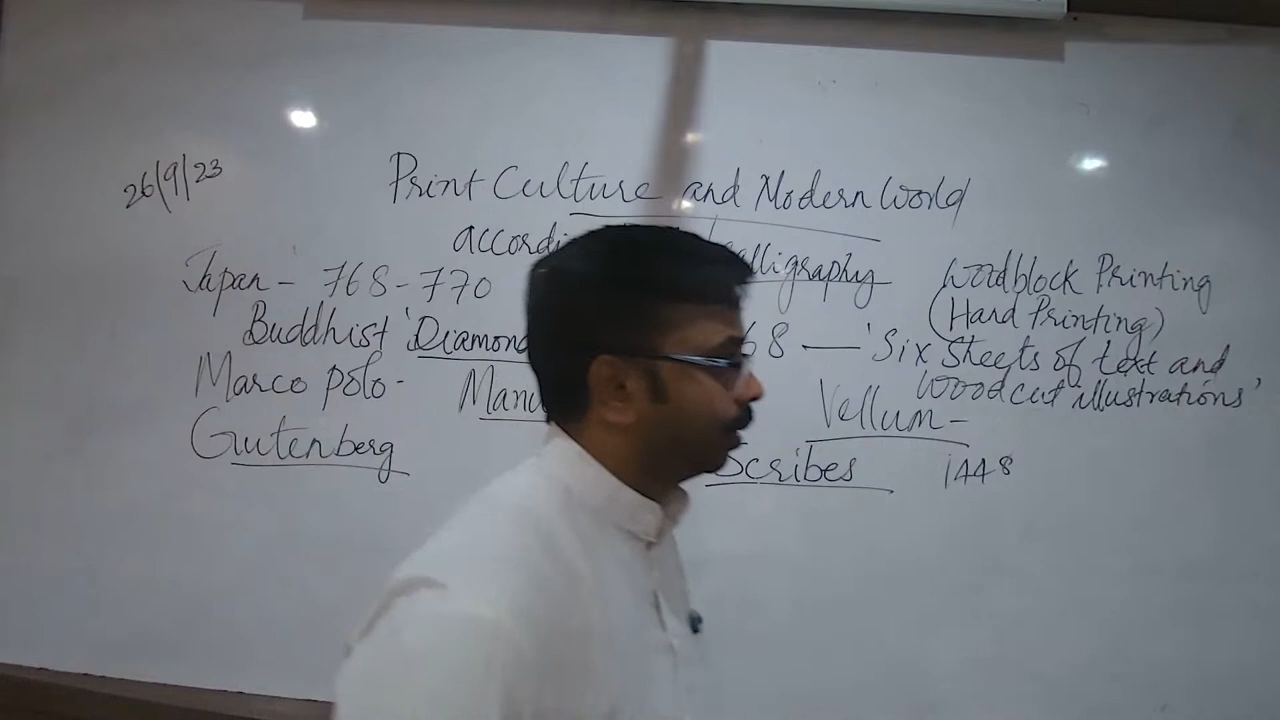 26/9/23
Print Culture and Modern World
Calligraphy
Japan - 768-770
Woodblock Printing
(Hand Printing)
Buddhist 'Diamond
68 — 'Six Sheets of text and
woodcut illustrations'
Marco polo -
Vellum -
Gutenberg
Scribes 1448